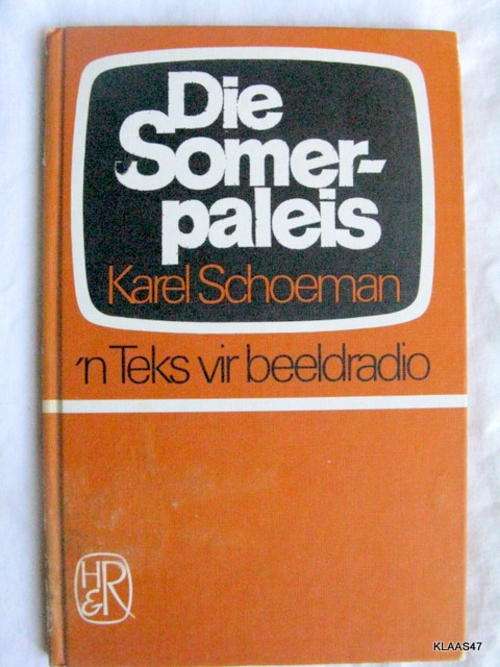 Die
Somer-
paleis
Karel Schoeman
'n Teks vir beeldradio
H&R
KLAAS47